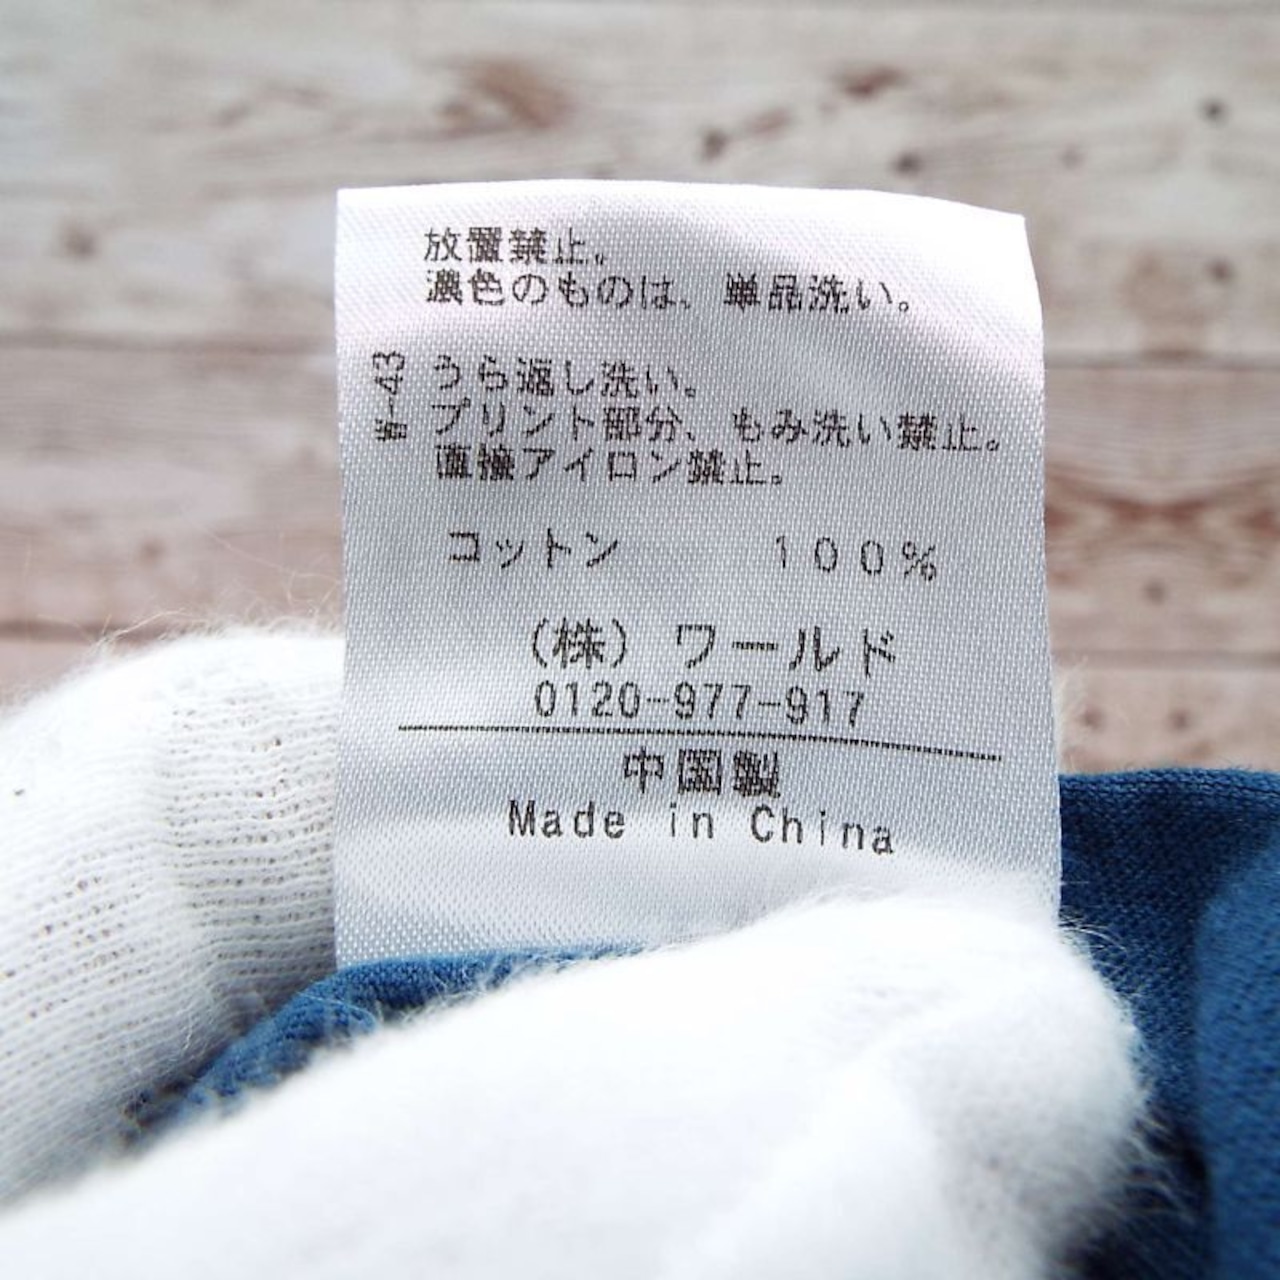 放置禁止。
濃色のものは、単品洗い。
W-43
うら返し洗い。
プリント部分、もみ洗い禁止。
直接アイロン禁止。
コットン 100%
(株)ワールド
0120-977-917
中国製
Made in China